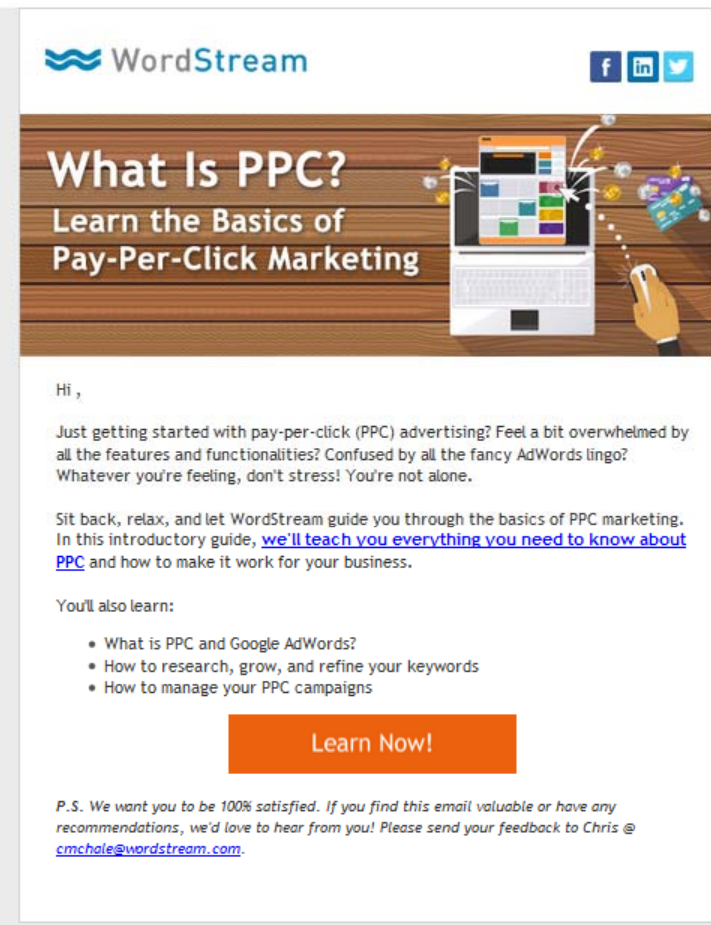 WordStream
What Is PPC?
Learn the Basics of
Pay-Per-Click Marketing
Hi ,
Just getting started with pay-per-click (PPC) advertising? Feel a bit overwhelmed by
all the features and functionalities? Confused by all the fancy AdWords lingo?
Whatever you're feeling, don't stress! You're not alone.
Sit back, relax, and let WordStream guide you through the basics of PPC marketing.
In this introductory guide, we'll teach you everything you need to know about
PPC and how to make it work for your business.
You'll also learn:
• What is PPC and Google AdWords?
• How to research, grow, and refine your keywords
• How to manage your PPC campaigns
Learn Now!
P.S. We want you to be 100% satisfied. If you find this email valuable or have any
recommendations, we'd love to hear from you! Please send your feedback to Chris @
cmchale@wordstream.com.